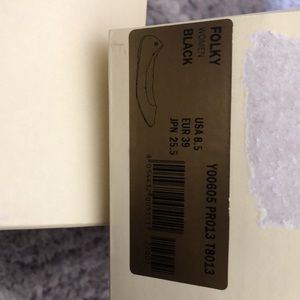 FOLKY
WOMEN
BLACK
USA 8.5
EUR 39
JPN 25.5
Y00605 PR013 T8013